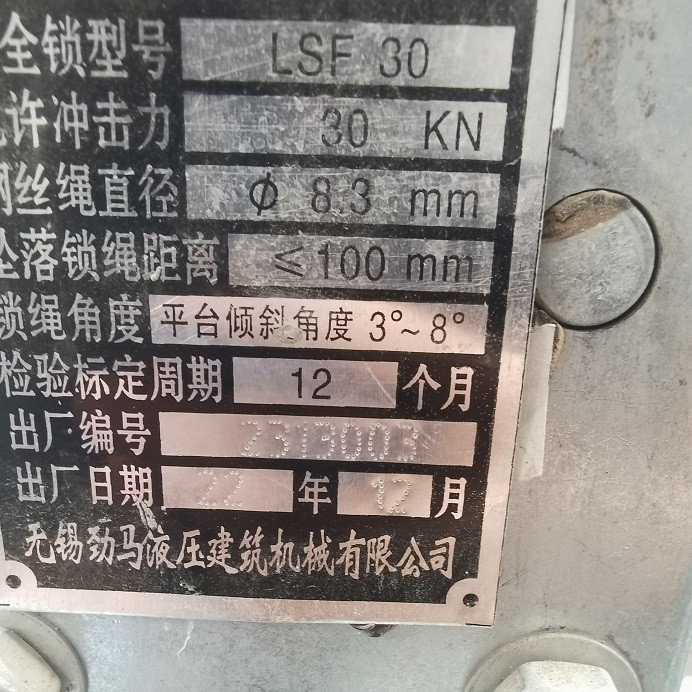 全锁型号 LSF 30
允许冲击力 30 KN
钢丝绳直径 Φ 8.3 mm
坠落锁绳距离 ≤100 mm
锁绳角度 平台倾斜角度 3°~8°
检验标定周期 12 个月
出厂编号
出厂日期 22 年 12 月
无锡劲马液压建筑机械有限公司